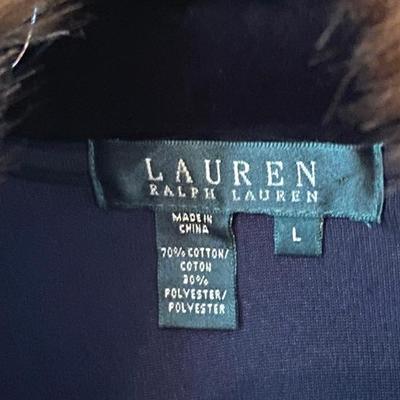 LAUREN
RALPH LAUREN
MADE IN
CHINA
L
70% COTTON/
COTON
30%
POLYESTER/
POLYESTER